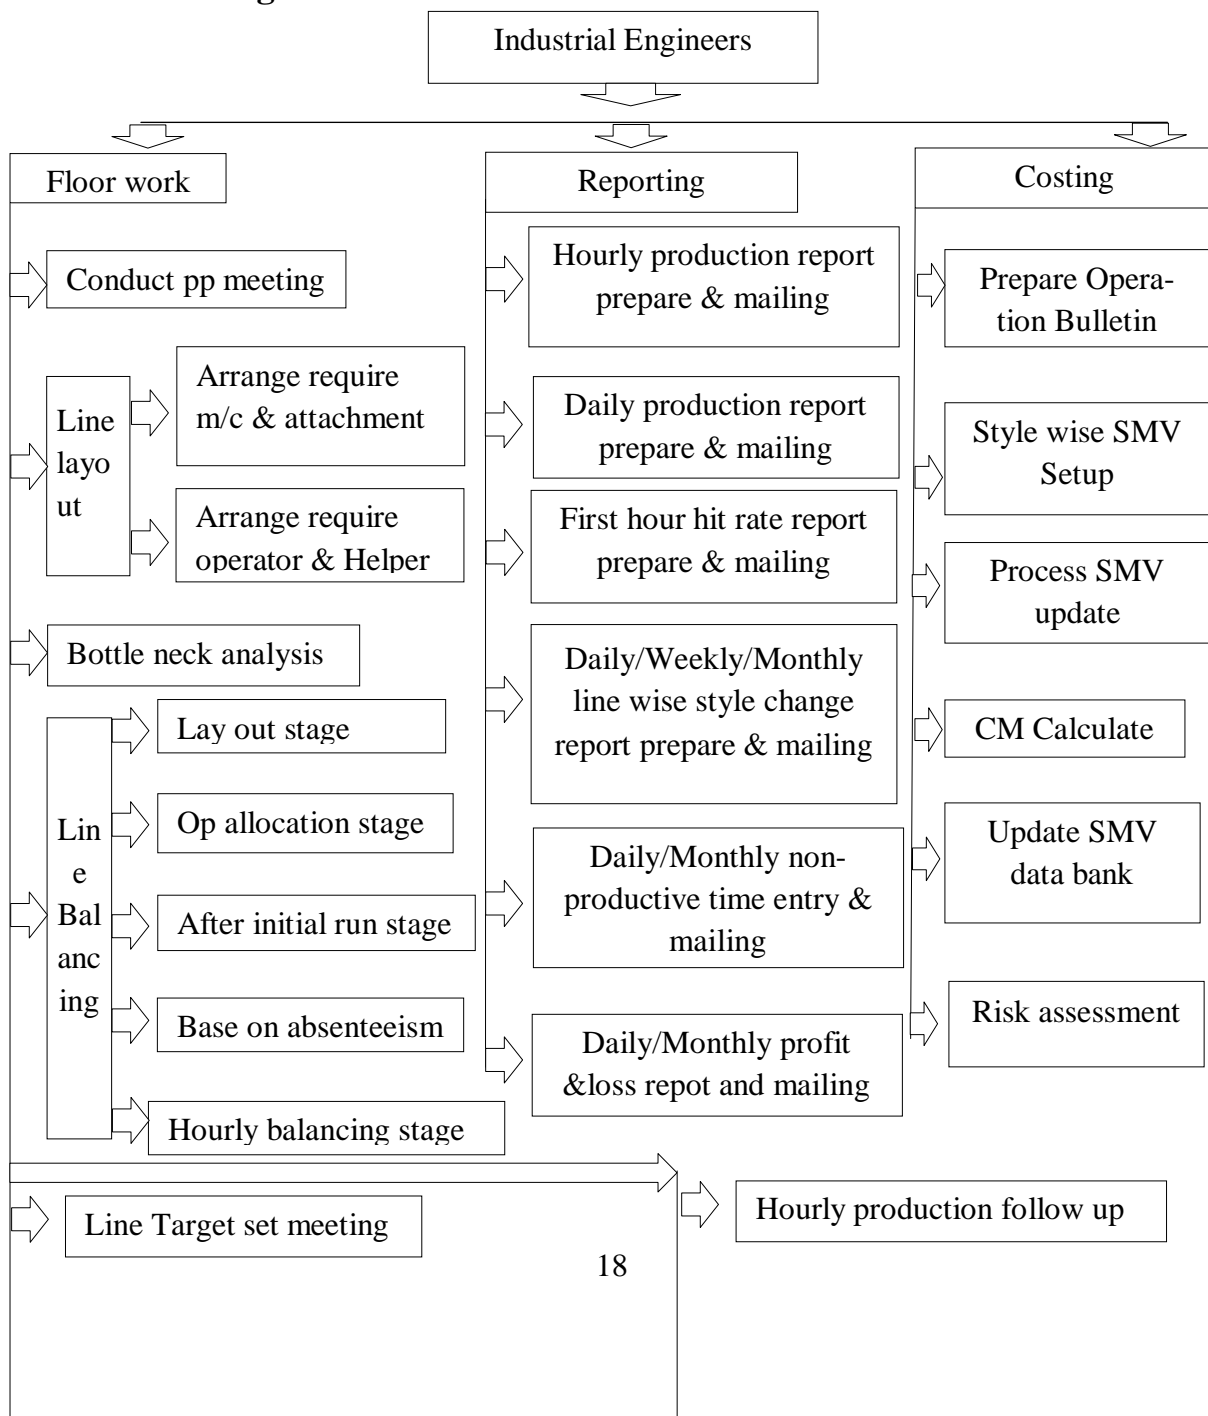 g
Industrial Engineers
Floor work
Conduct pp meeting
Line
layo
ut
Arrange require
m/c & attachment
Arrange require
operator & Helper
Bottle neck analysis
Lin
e
Bal
anc
ing
Lay out stage
Op allocation stage
After initial run stage
Base on absenteeism
Hourly balancing stage
Line Target set meeting
Reporting
Hourly production report
prepare & mailing
Daily production report
prepare & mailing
First hour hit rate report
prepare & mailing
Daily/Weekly/Monthly
line wise style change
report prepare & mailing
Daily/Monthly non-
productive time entry &
mailing
Daily/Monthly profit
&loss repot and mailing
Costing
Prepare Opera-
tion Bulletin
Style wise SMV
Setup
Process SMV
update
CM Calculate
Update SMV
data bank
Risk assessment
Hourly production follow up
18